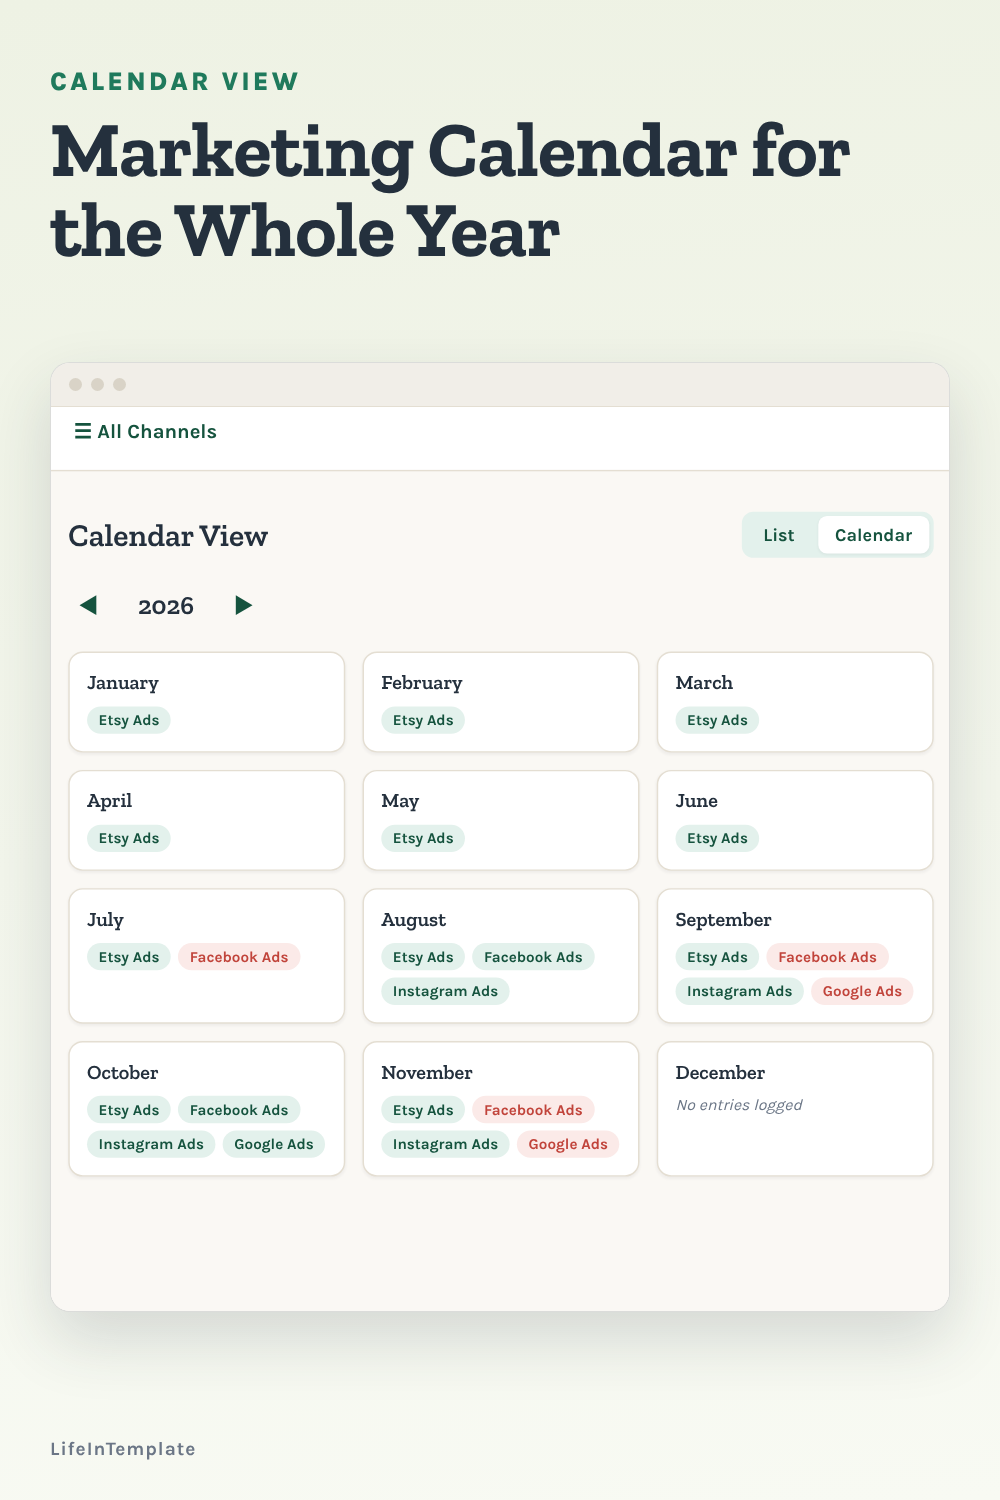 CALENDAR VIEW
Marketing Calendar for
the Whole Year
☰ All Channels
Calendar View
List Calendar
◀ 2026 ▶
January
Etsy Ads
February
Etsy Ads
March
Etsy Ads
April
Etsy Ads
May
Etsy Ads
June
Etsy Ads
July
Etsy Ads Facebook Ads
August
Etsy Ads Facebook Ads
Instagram Ads
September
Etsy Ads Facebook Ads
Instagram Ads Google Ads
October
Etsy Ads Facebook Ads
Instagram Ads Google Ads
November
Etsy Ads Facebook Ads
Instagram Ads Google Ads
December
No entries logged
LifeInTemplate